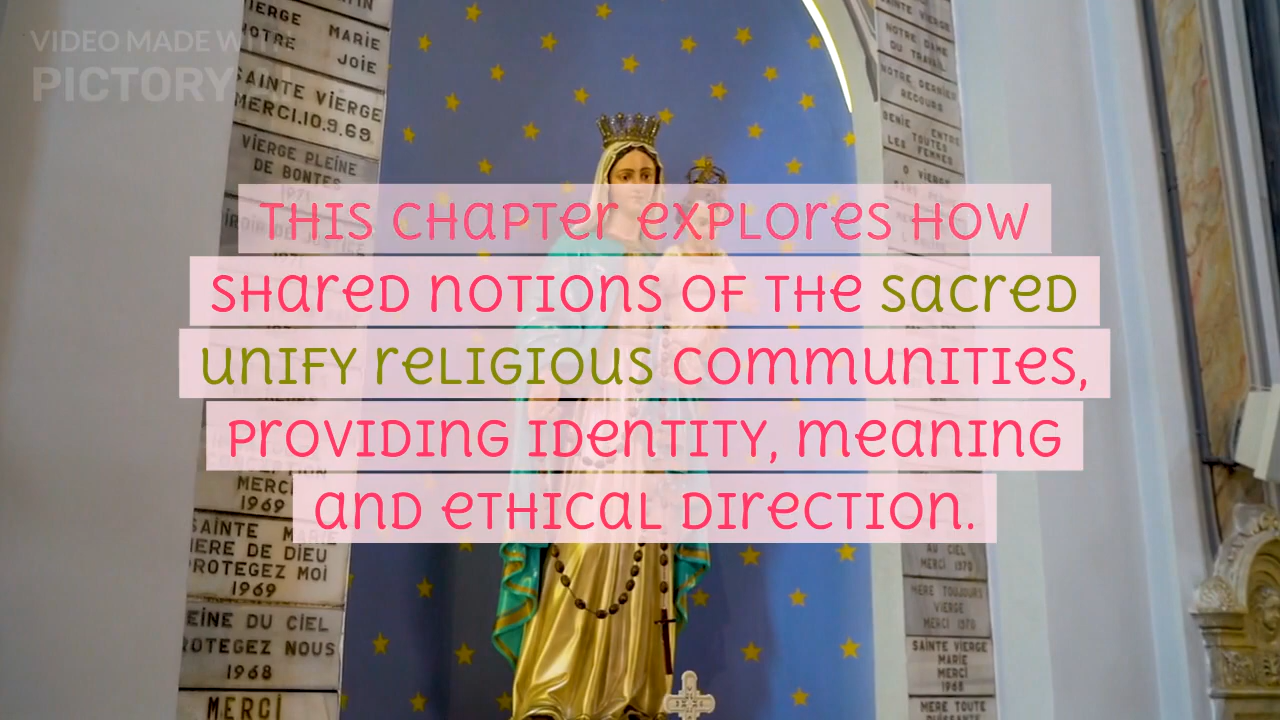 VIDEO MADE WITH
PICTORY
THIS CHAPTER EXPLORES HOW
SHARED NOTIONS OF THE SACRED
UNIFY RELIGIOUS COMMUNITIES,
PROVIDING IDENTITY, MEANING
AND ETHICAL DIRECTION.
VIERGE MARIE
JOIE
SAINTE VIERGE
MERCI.10.9.69
VIERGE PLEINE
DE BONTES
MERCI
1969
SAINTE MARIE
MERE DE DIEU
PROTEGEZ MOI
1969
REINE DU CIEL
PROTEGEZ NOUS
1968
MERCI
SAINTE VIERGE
NOTRE DAME
DU TRAVAIL
NOTRE DERNIER
RECOURS
BENIE ENTRE
TOUTES
LES FEMMES
O VIERGE
AU CIEL
MERCI 1970
MERE TOUJOURS
VIERGE
MERCI 1970
SAINTE VIERGE
MARIE
MERCI
1968
MERE TOUTE